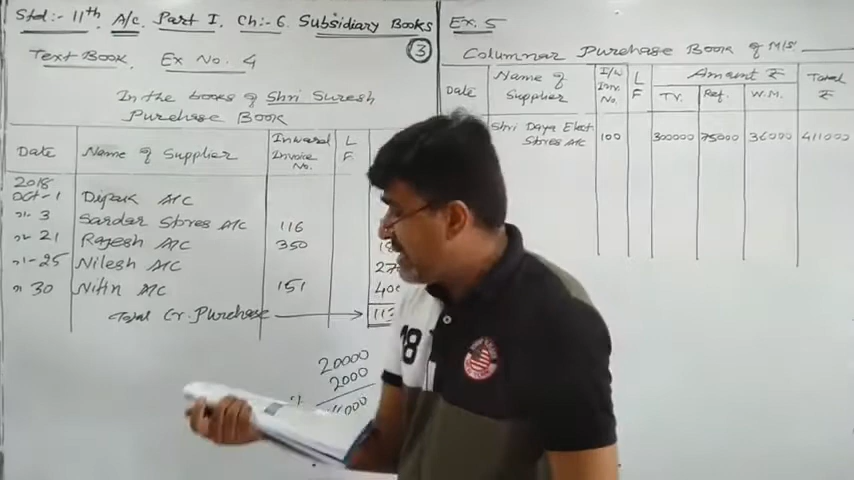 Std:- 11th A/c. Part I. Ch:- 6. Subsidiary Books
Text Book. Ex No. 4
3
In the books of Shri Suresh
Purchase Book
Date Name of Supplier Inward Invoice No. L F.
2018
Oct-1 Dipak A/c
" 3 Sardar Stores A/c 116
" 21 Rajesh A/c 350
" 25 Nilesh A/c
" 30 Nitin A/c 151
Total Cr. Purchase
20000
2000
Ex. 5
Columnar Purchase Book of M/s.
Date Name of Supplier I/W Inv. No. L F Amount ₹ Total ₹
TV. Ref. W.M.
Shri Daya Elect. 100 300000 75000 36000 411000
Stores A/c